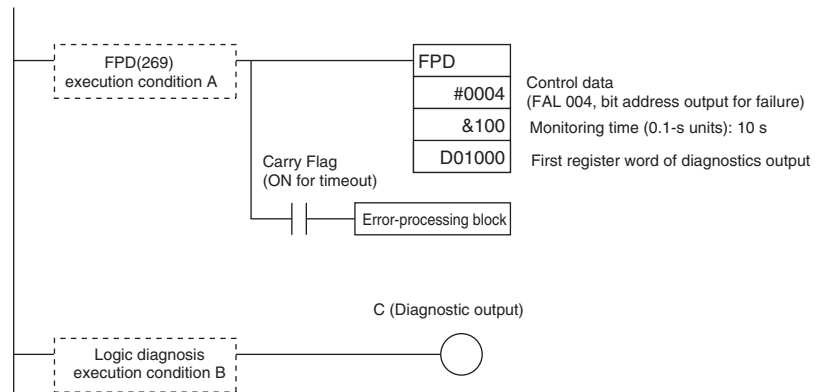 FPD(269)
execution condition A
FPD
#0004
Control data
(FAL 004, bit address output for failure)
&100
Monitoring time (0.1-s units): 10 s
D01000
First register word of diagnostics output
Carry Flag
(ON for timeout)
Error-processing block
C (Diagnostic output)
Logic diagnosis
execution condition B